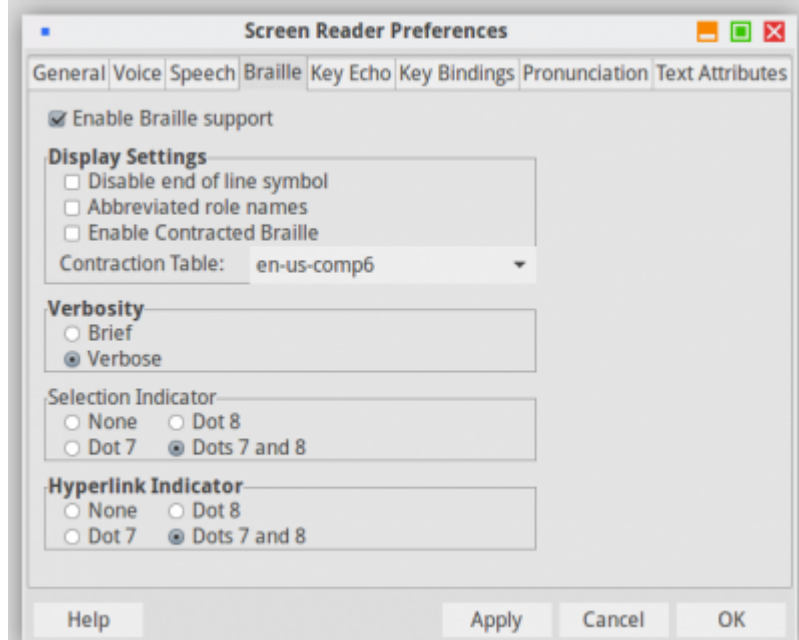 Screen Reader Preferences
General Voice Speech Braille Key Echo Key Bindings Pronunciation Text Attributes
Enable Braille support
Display Settings
Disable end of line symbol
Abbreviated role names
Enable Contracted Braille
Contraction Table: en-us-comp6
Verbosity
Brief
Verbose
Selection Indicator
None Dot 8
Dot 7 Dots 7 and 8
Hyperlink Indicator
None Dot 8
Dot 7 Dots 7 and 8
Help Apply Cancel OK